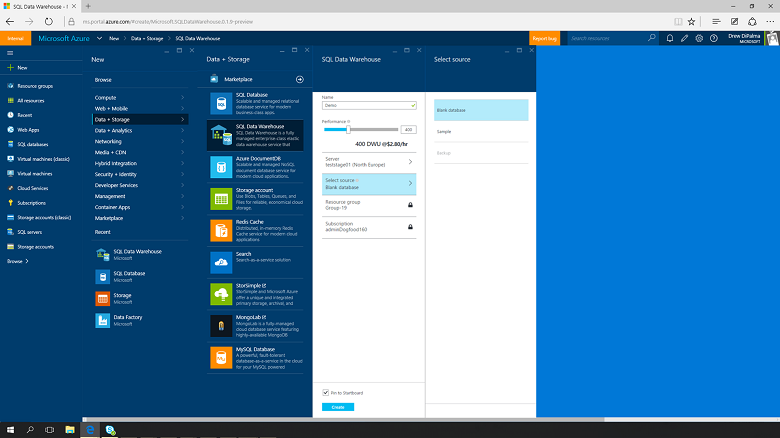 SQL Data Warehouse - Mi
ms.portal.azure.com/#create/Microsoft.SQLDataWarehouse.0.1.9-preview
Internal
Microsoft Azure
New
Data + Storage
SQL Data Warehouse
Report bug
Search resources
Drew DiPalma
MICROSOFT
New
Resource groups
All resources
Recent
Web Apps
SQL databases
Virtual machines (classic)
Virtual machines
Cloud Services
Subscriptions
Storage accounts (classic)
SQL servers
Storage accounts
Browse
New
Browse
Compute
Web + Mobile
Data + Storage
Data + Analytics
Networking
Media + CDN
Hybrid Integration
Security + Identity
Developer Services
Management
Container Apps
Marketplace
Recent
SQL Data Warehouse
Microsoft
SQL Database
Microsoft
Storage
Microsoft
Data Factory
Microsoft
Data + Storage
Marketplace
SQL Database
Scalable and managed relational
database service for modern
business-class apps.
SQL Data Warehouse
SQL Data Warehouse is a fully
managed enterprise-class elastic
data warehouse service that
Azure DocumentDB
Scalable and managed NoSQL
document database service for
modern cloud applications.
Storage account
Use Blobs, Tables, Queues, and
Files for reliable, economical cloud
storage.
Redis Cache
Distributed, In-memory Redis
Cache service for modern cloud
applications
Search
Search-as-a-service solution
StorSimple
StorSimple and Microsoft Azure
offer a unique and integrated
primary storage, archival, and
MongoLab
MongoLab is a fully-managed
cloud database service featuring
highly-available MongoDB
MySQL Database
A powerful, fault-tolerant
database-as-a-service in the cloud
for your MySQL powered
SQL Data Warehouse
Name
Demo
Performance
400
400 DWU @$2.80/hr
Server
teststage01 (North Europe)
Select source
Blank database
Resource group
Group-19
Subscription
adminDogfood160
Pin to Startboard
Create
Select source
Blank database
Sample
Backup